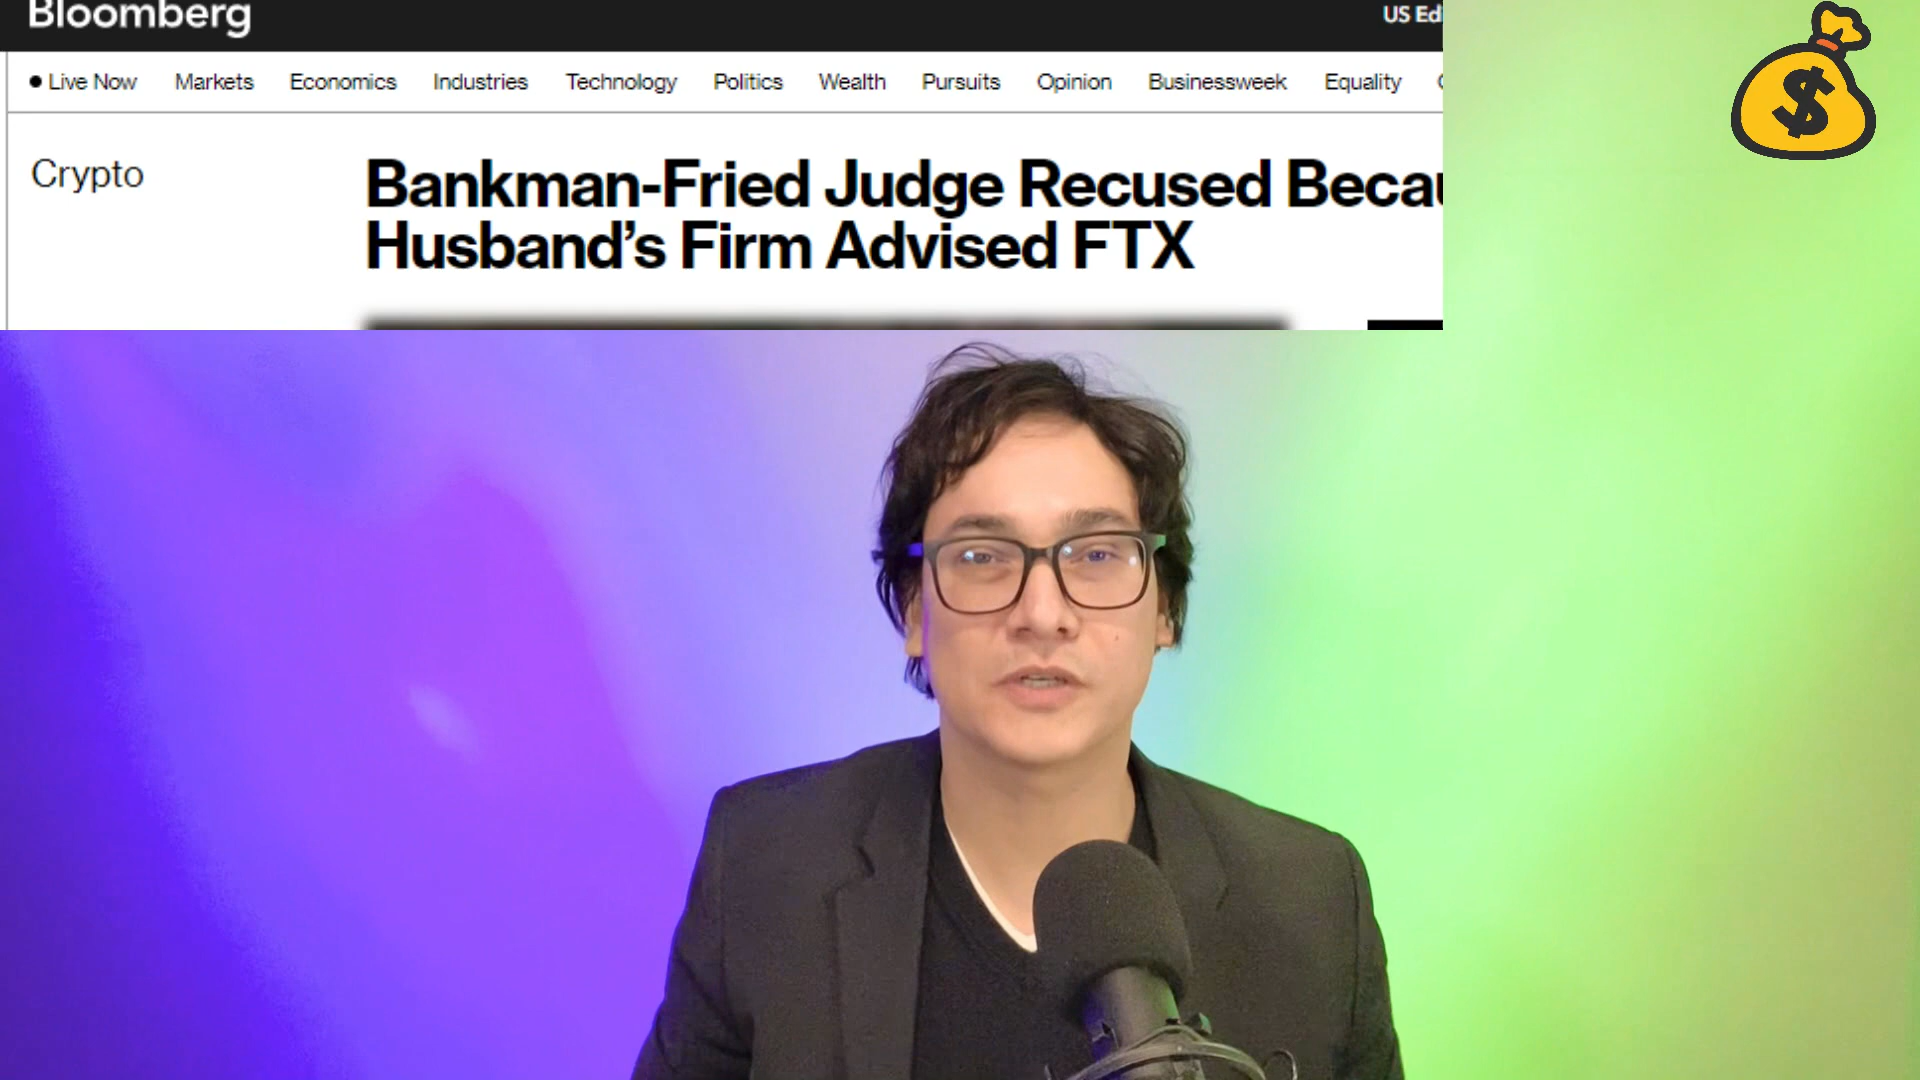 Bloomberg
US Ed
Live Now Markets Economics Industries Technology Politics Wealth Pursuits Opinion Businessweek Equality
Crypto
Bankman-Fried Judge Recused Becau
Husband’s Firm Advised FTX
$